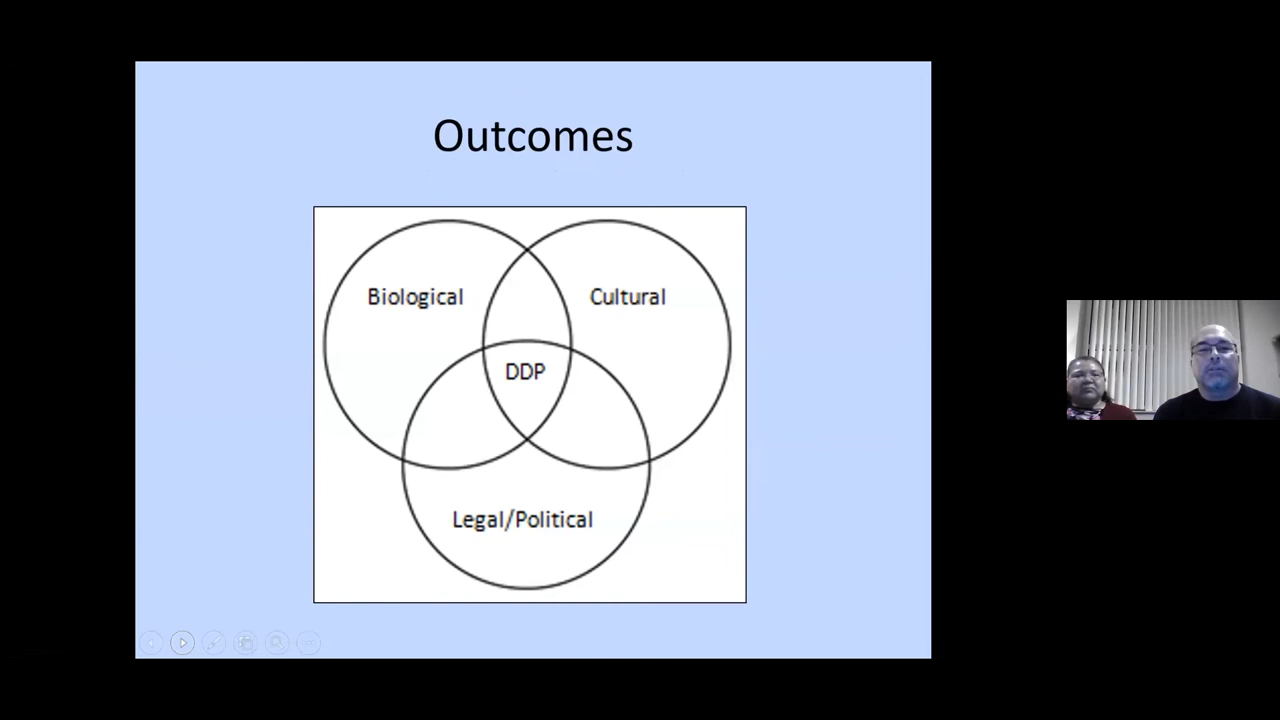 Outcomes
Biological
Cultural
DDP
Legal/Political